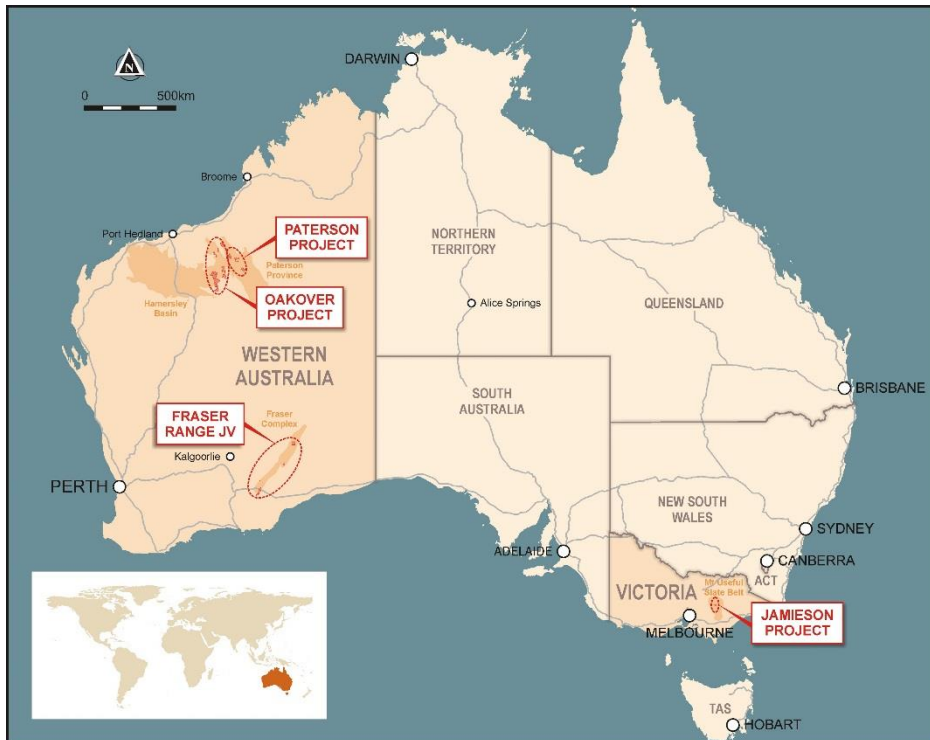 DARWIN
N
0 500km
Broome
Port Hedland
PATERSON
PROJECT
NORTHERN
TERRITORY
Paterson
Province
OAKOVER
PROJECT
Hamersley
Basin
Alice Springs
QUEENSLAND
WESTERN
AUSTRALIA
SOUTH
AUSTRALIA
BRISBANE
FRASER
RANGE JV
Fraser
Complex
Kalgoorlie
PERTH
NEW SOUTH
WALES
SYDNEY
ADELAIDE
CANBERRA
ACT
VICTORIA
Mt Useful
Slate Belt
JAMIESON
PROJECT
MELBOURNE
TAS
HOBART